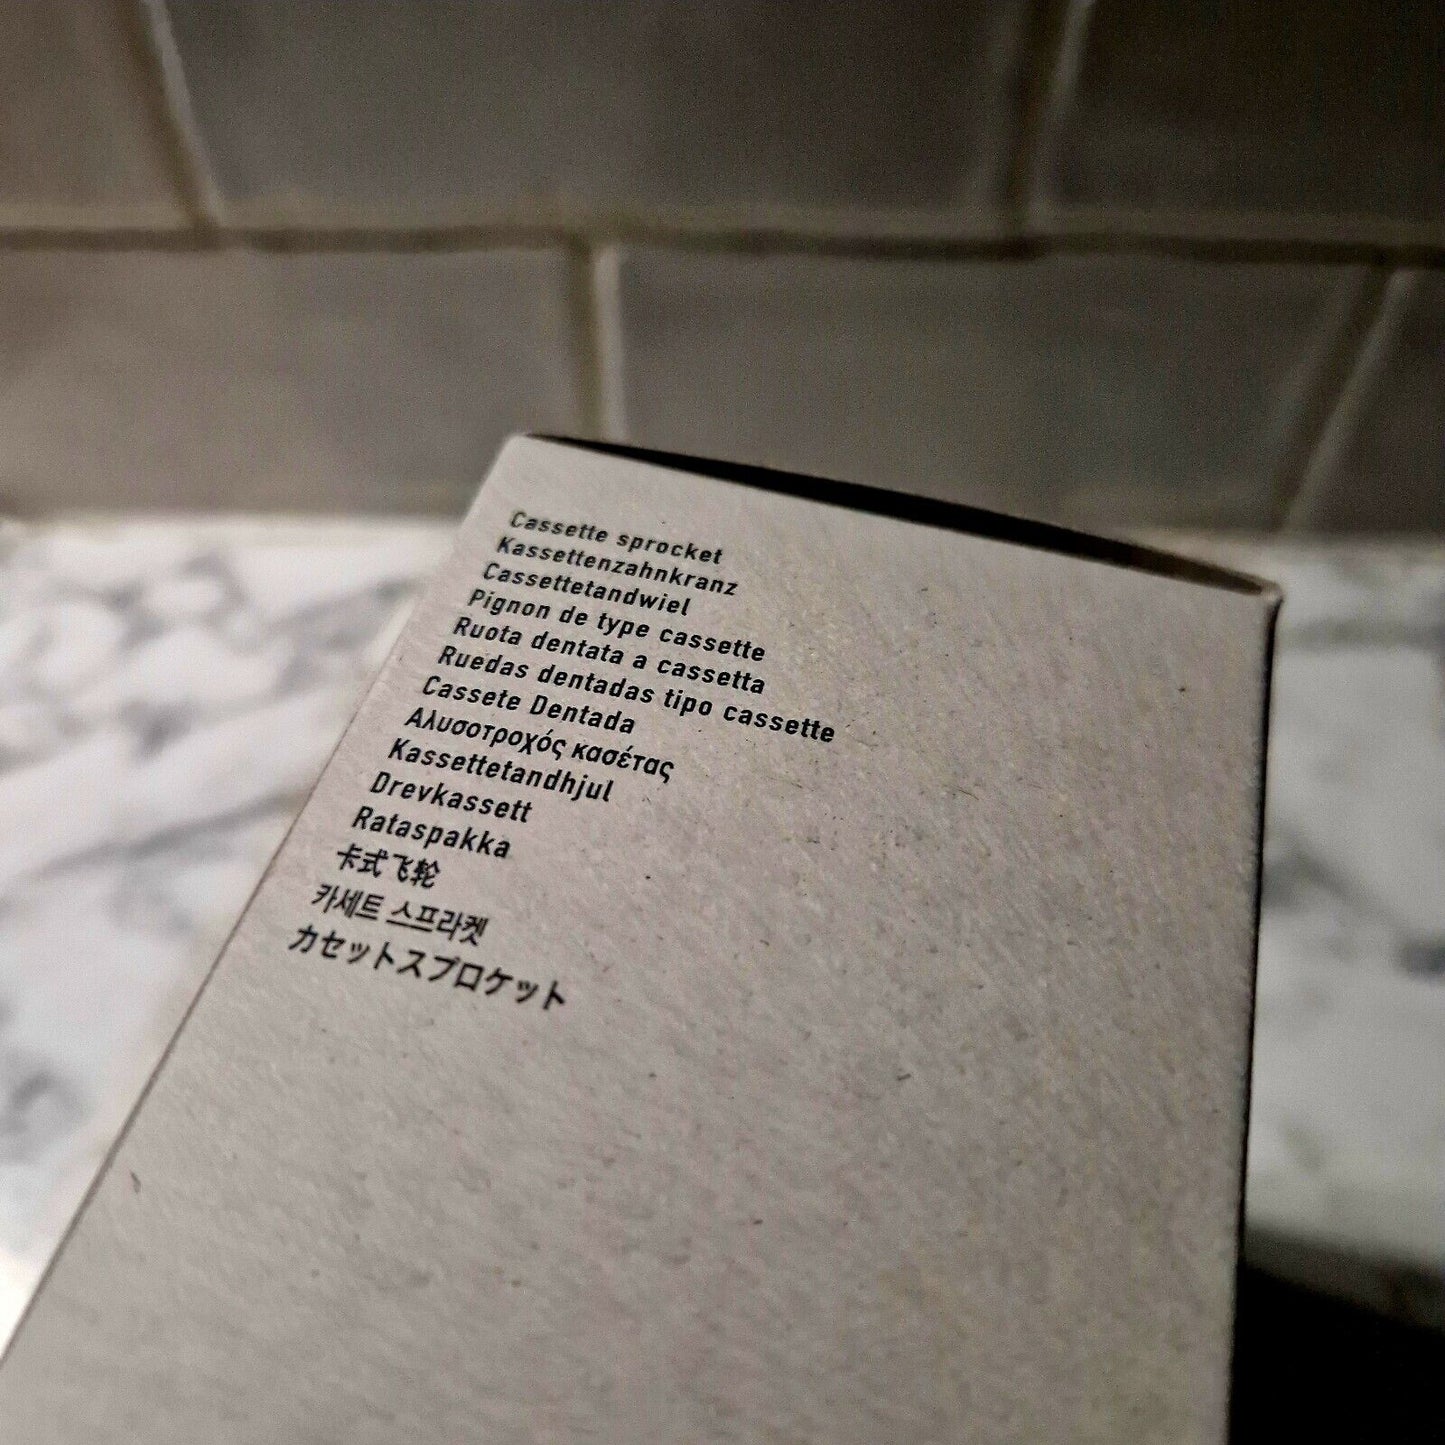 Cassette sprocket
Kassettenzahnkranz
Cassettetandwiel
Pignon de type cassette
Ruota dentata a cassetta
Ruedas dentadas tipo cassette
Cassete Dentada
Αλυσοτροχός κασέτας
Kassettetandhjul
Drevkassett
Rataspakka
卡式飞轮
카세트 스프라켓
カセットスプロケット